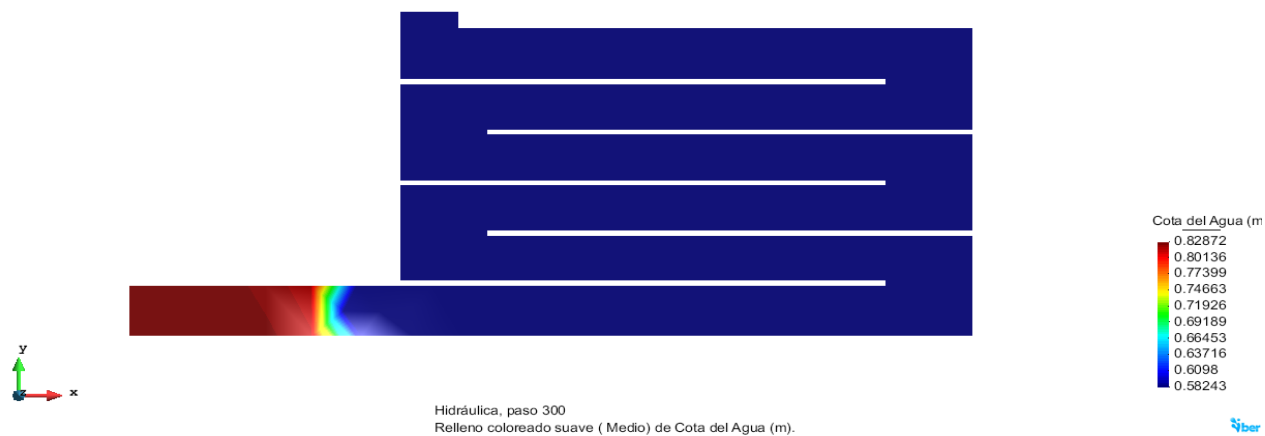 Cota del Agua (m
0.82872
0.80136
0.77399
0.74663
0.71926
0.69189
0.66453
0.63716
0.6098
0.58243
y
z
x
Hidráulica, paso 300
Relleno coloreado suave ( Medio) de Cota del Agua (m).
iber